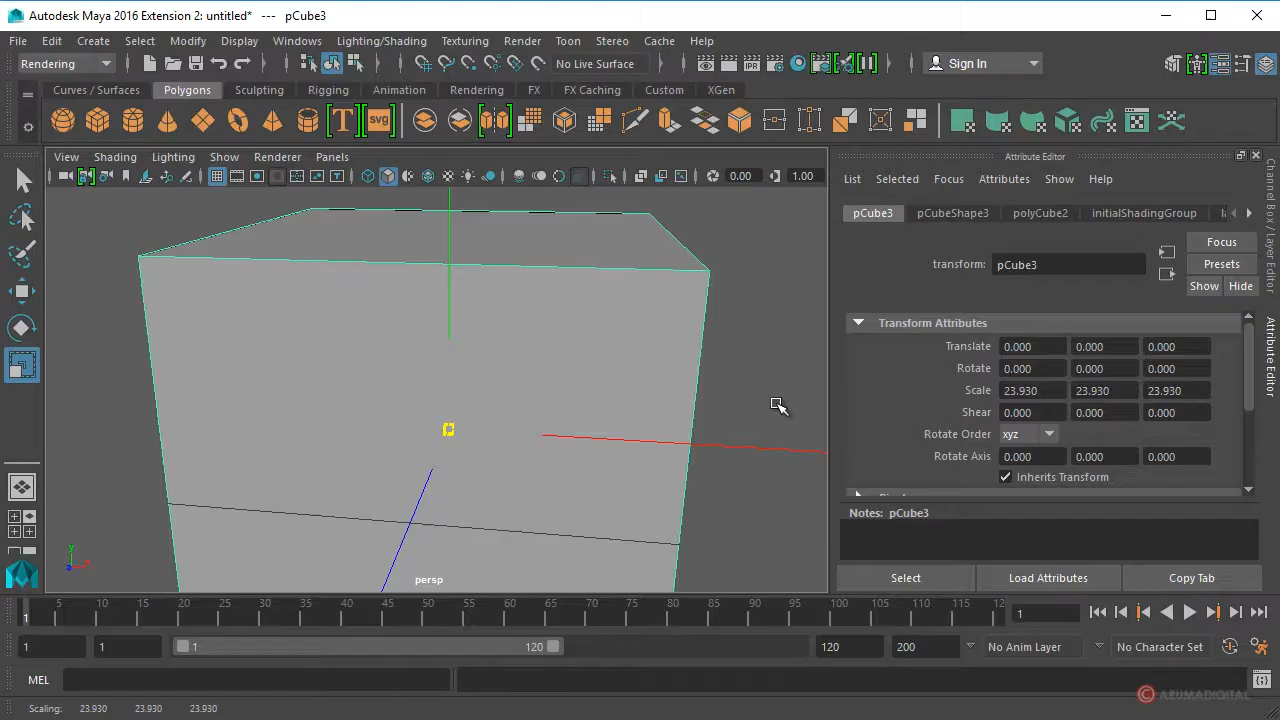 Autodesk Maya 2016 Extension 2: untitled*   ---   pCube3
File Edit Create Select Modify Display Windows Lighting/Shading Texturing Render Toon Stereo Cache Help
Rendering No Live Surface Sign In
Curves / Surfaces Polygons Sculpting Rigging Animation Rendering FX FX Caching Custom XGen
T svg
View Shading Lighting Show Renderer Panels
0.00 1.00
persp
Attribute Editor
List Selected Focus Attributes Show Help
pCube3 pCubeShape3 polyCube2 initialShadingGroup
transform: pCube3
Focus
Presets
Show Hide
Transform Attributes
Translate 0.000 0.000 0.000
Rotate 0.000 0.000 0.000
Scale 23.930 23.930 23.930
Shear 0.000 0.000 0.000
Rotate Order xyz
Rotate Axis 0.000 0.000 0.000
Inherits Transform
Notes: pCube3
Select Load Attributes Copy Tab
Channel Box / Layer Editor
Attribute Editor
5 10 15 20 25 30 35 40 45 50 55 60 65 70 75 80 85 90 95 100 105 110 115 12
1 1
1 1 1 120 120 200 No Anim Layer No Character Set
MEL
Scaling: 23.930 23.930 23.930
© AZUMADIGITAL